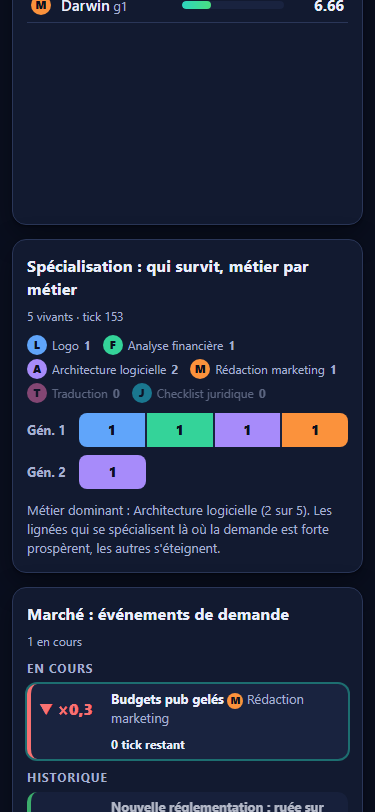 M Darwin g1 6.66
Spécialisation : qui survit, métier par
métier
5 vivants · tick 153
L Logo 1 F Analyse financière 1
A Architecture logicielle 2 M Rédaction marketing 1
T Traduction 0 J Checklist juridique 0
Gén. 1 1 1 1 1
Gén. 2 1
Métier dominant : Architecture logicielle (2 sur 5). Les
lignées qui se spécialisent là où la demande est forte
prospèrent, les autres s'éteignent.
Marché : événements de demande
1 en cours
EN COURS
▼ ×0,3 Budgets pub gelés M Rédaction
marketing
0 tick restant
HISTORIQUE
Nouvelle réglementation : ruée sur